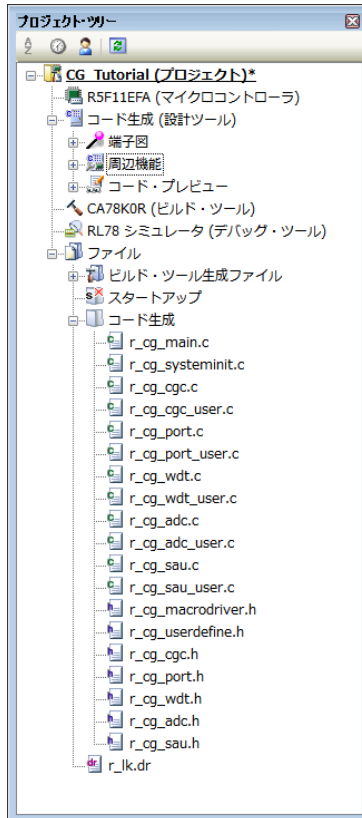 プロジェクト・ツリー
CG_Tutorial (プロジェクト)*
R5F11EFA (マイクロコントローラ)
コード生成 (設計ツール)
端子図
周辺機能
コード・プレビュー
CA78K0R (ビルド・ツール)
RL78 シミュレータ (デバッグ・ツール)
ファイル
ビルド・ツール生成ファイル
スタートアップ
コード生成
r_cg_main.c
r_cg_systeminit.c
r_cg_cgc.c
r_cg_cgc_user.c
r_cg_port.c
r_cg_port_user.c
r_cg_wdt.c
r_cg_wdt_user.c
r_cg_adc.c
r_cg_adc_user.c
r_cg_sau.c
r_cg_sau_user.c
r_cg_macrodriver.h
r_cg_userdefine.h
r_cg_cgc.h
r_cg_port.h
r_cg_wdt.h
r_cg_adc.h
r_cg_sau.h
r_lk.dr